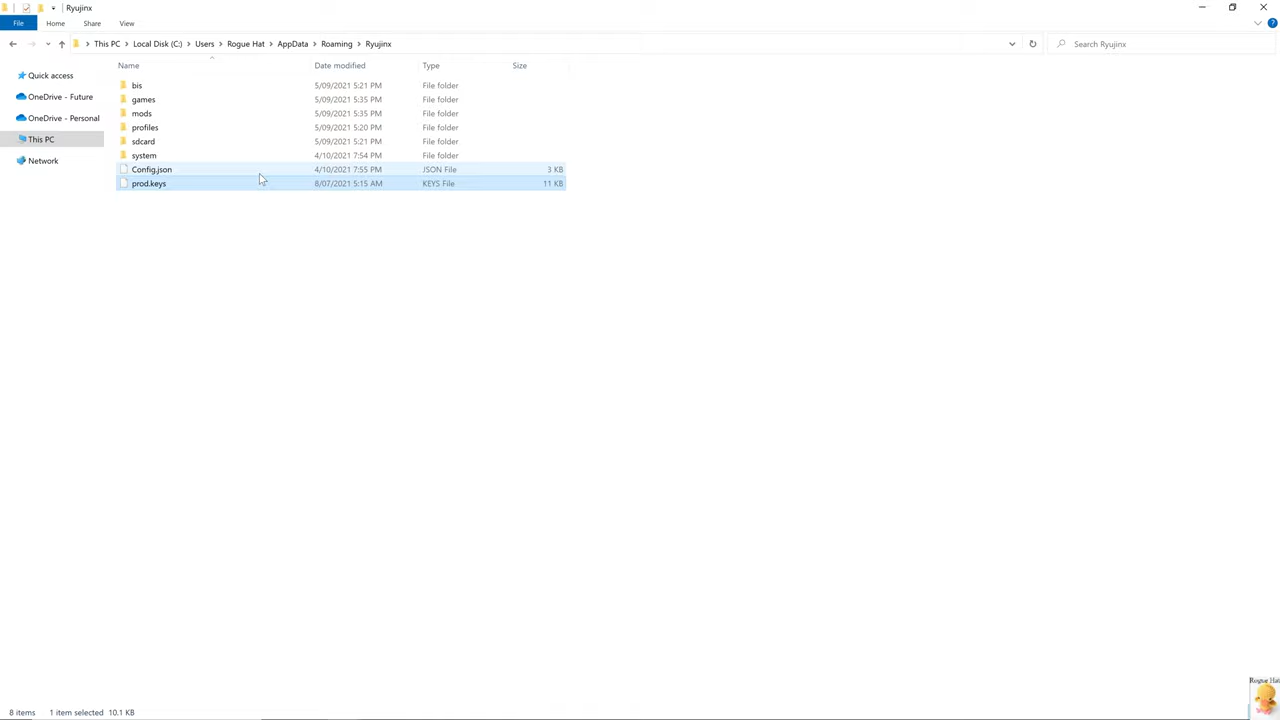 Ryujinx
File Home Share View
This PC Local Disk (C:) Users Rogue Hat AppData Roaming Ryujinx Search Ryujinx
Name Date modified Type Size
Quick access
OneDrive - Future
OneDrive - Personal
This PC
Network
bis 5/09/2021 5:21 PM File folder
games 5/09/2021 5:35 PM File folder
mods 5/09/2021 5:35 PM File folder
profiles 5/09/2021 5:20 PM File folder
sdcard 5/09/2021 5:21 PM File folder
system 4/10/2021 7:54 PM File folder
Config.json 4/10/2021 7:55 PM JSON File 3 KB
prod.keys 8/07/2021 5:15 AM KEYS File 11 KB
Rogue Hat
8 items 1 item selected 10.1 KB